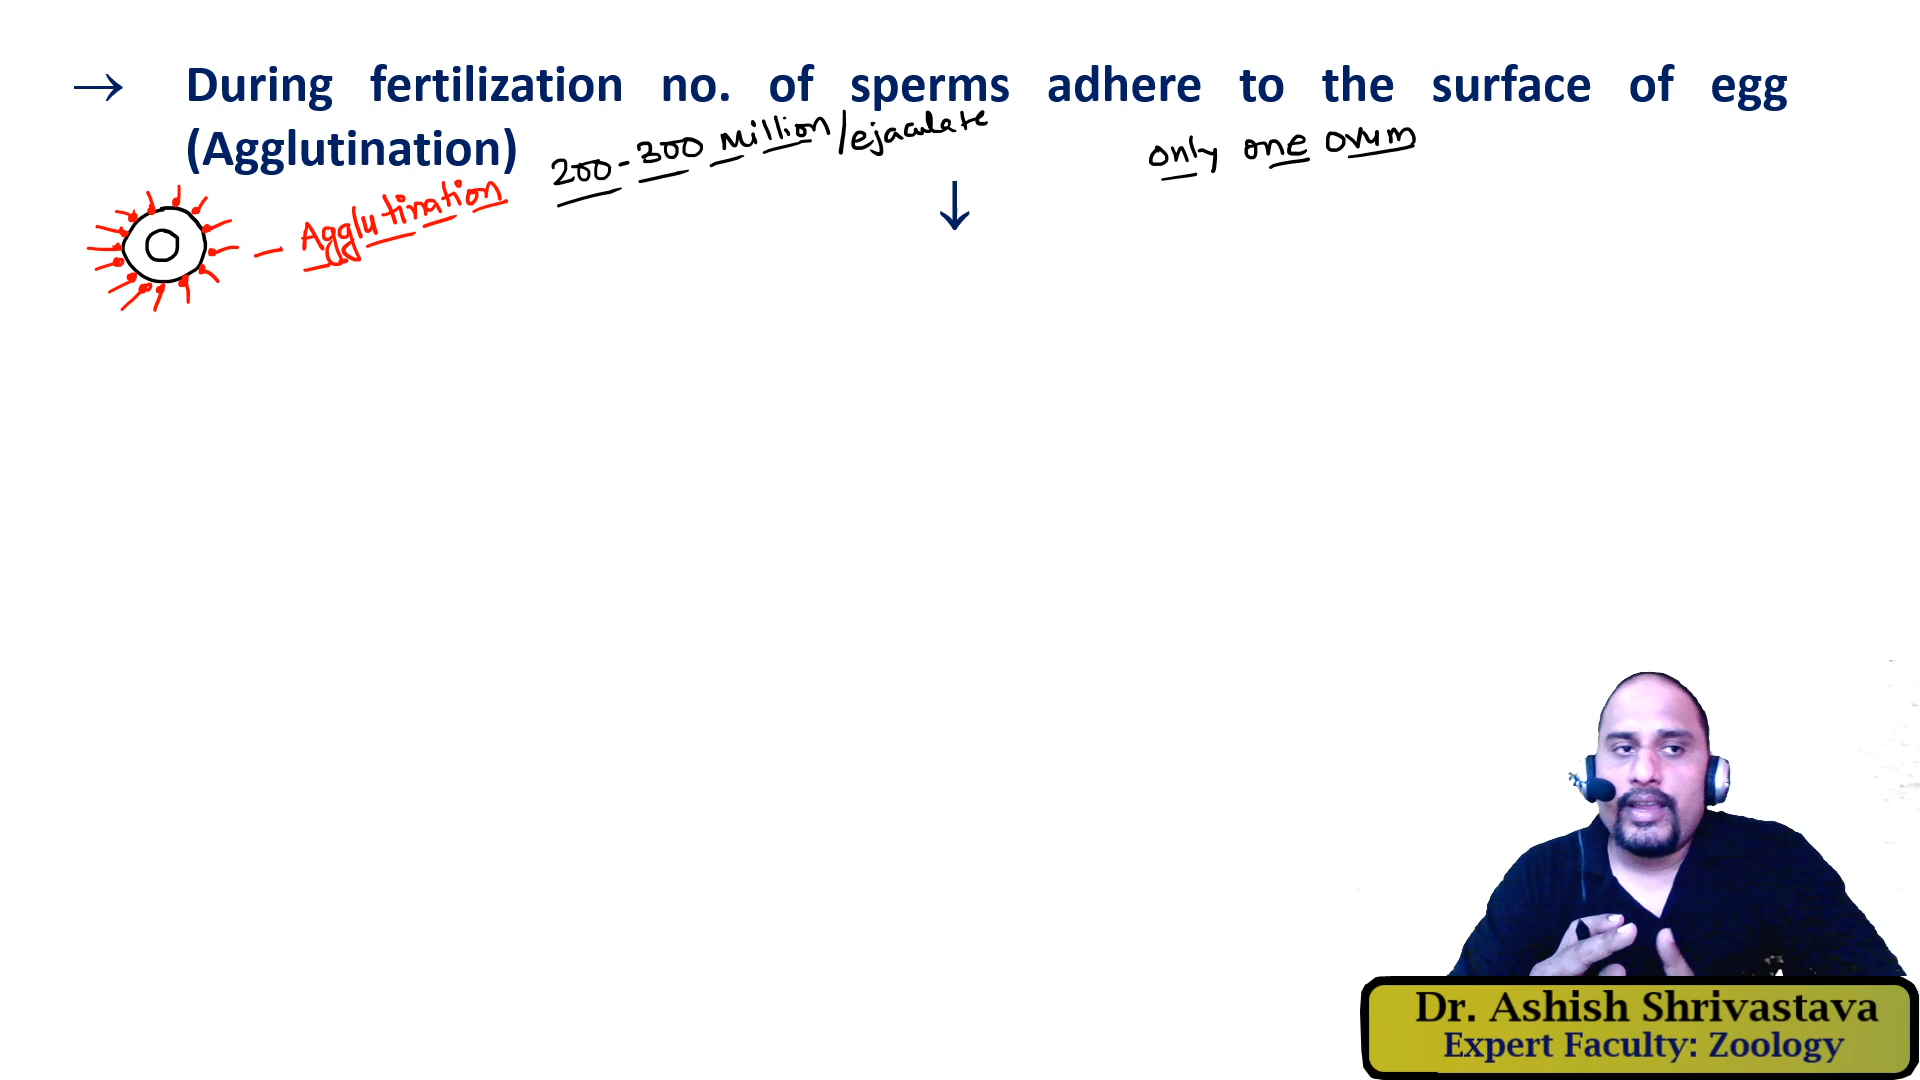 → During fertilization no. of sperms adhere to the surface of egg
(Agglutination)
200-300 Million/ejaculate
only one ovum
↓
- Agglutination
Dr. Ashish Shrivastava
Expert Faculty: Zoology